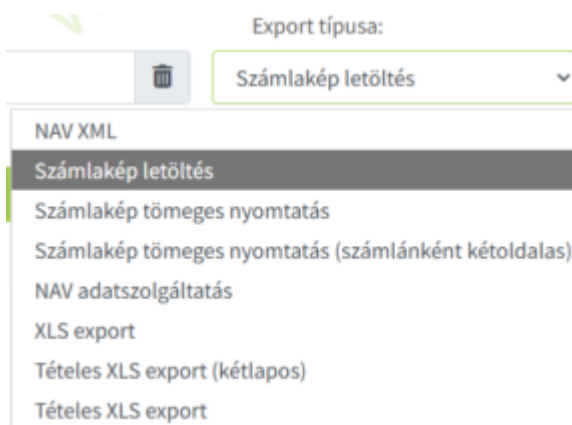 Export típusa:
Számlakép letöltés
NAV XML
Számlakép letöltés
Számlakép tömeges nyomtatás
Számlakép tömeges nyomtatás (számlánként kétoldalas)
NAV adatszolgáltatás
XLS export
Tételes XLS export (kétlapos)
Tételes XLS export